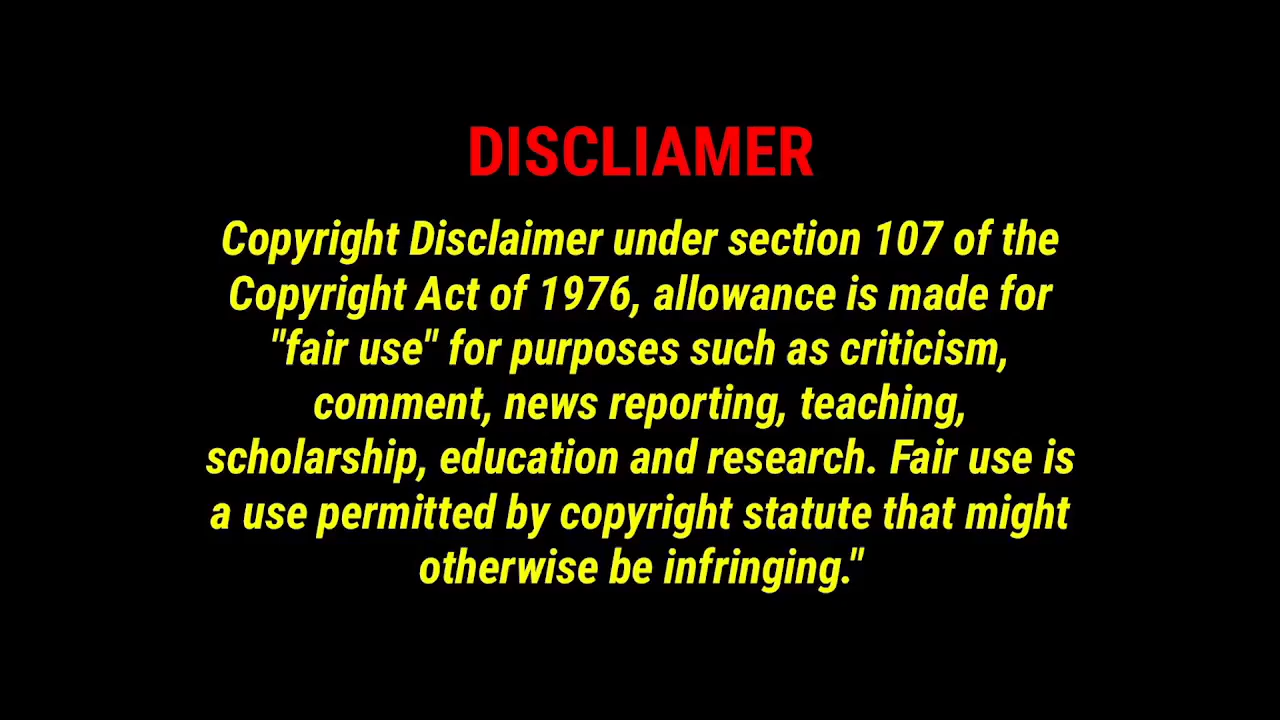 DISCLIAMER
Copyright Disclaimer under section 107 of the
Copyright Act of 1976, allowance is made for
"fair use" for purposes such as criticism,
comment, news reporting, teaching,
scholarship, education and research. Fair use is
a use permitted by copyright statute that might
otherwise be infringing."